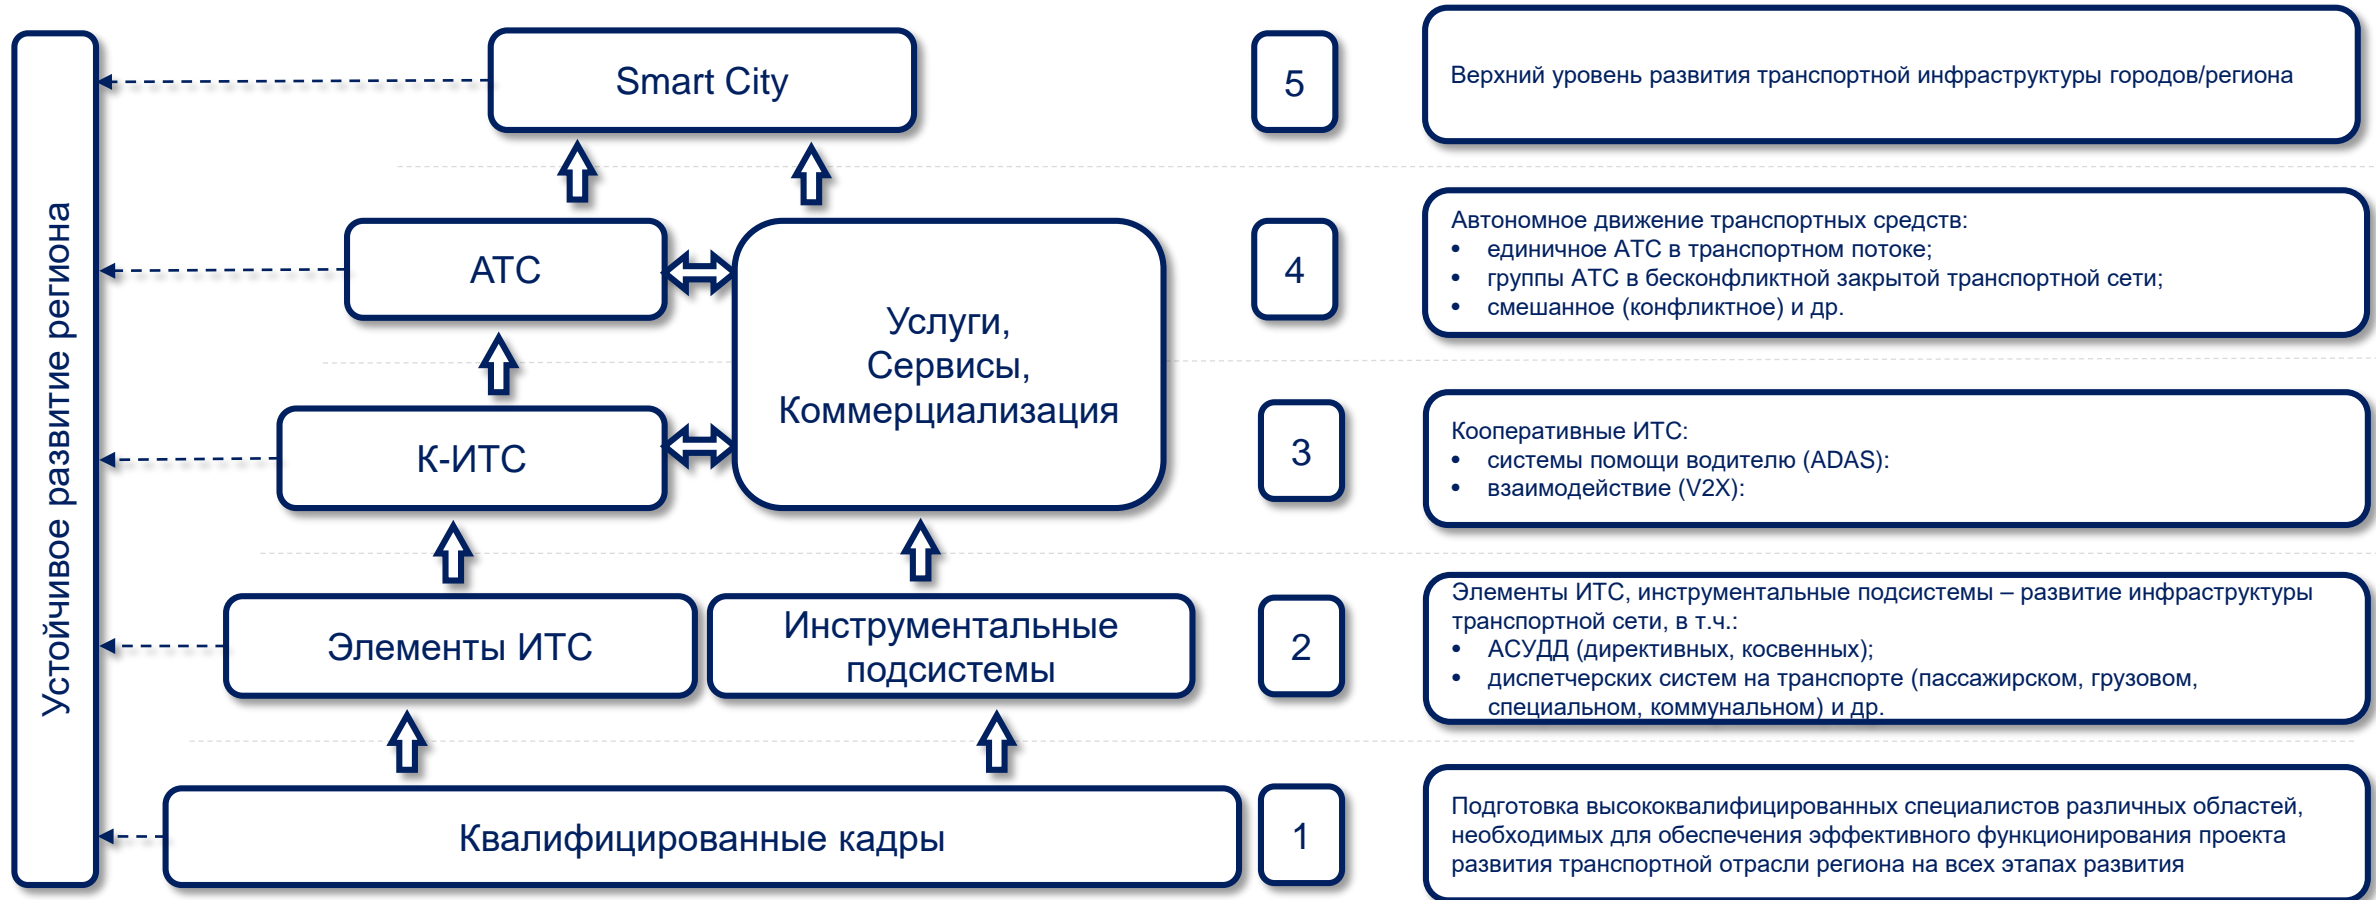 Устойчивое развитие региона
Smart City
5
Верхний уровень развития транспортной инфраструктуры городов/региона
АТС
Услуги,
Сервисы,
Коммерциализация
4
Автономное движение транспортных средств:
• единичное АТС в транспортном потоке;
• группы АТС в бесконфликтной закрытой транспортной сети;
• смешанное (конфликтное) и др.
К-ИТС
3
Кооперативные ИТС:
• системы помощи водителю (ADAS):
• взаимодействие (V2X):
Элементы ИТС
Инструментальные
подсистемы
2
Элементы ИТС, инструментальные подсистемы – развитие инфраструктуры
транспортной сети, в т.ч.:
• АСУДД (директивных, косвенных);
• диспетчерских систем на транспорте (пассажирском, грузовом,
специальном, коммунальном) и др.
Квалифицированные кадры
1
Подготовка высококвалифицированных специалистов различных областей,
необходимых для обеспечения эффективного функционирования проекта
развития транспортной отрасли региона на всех этапах развития